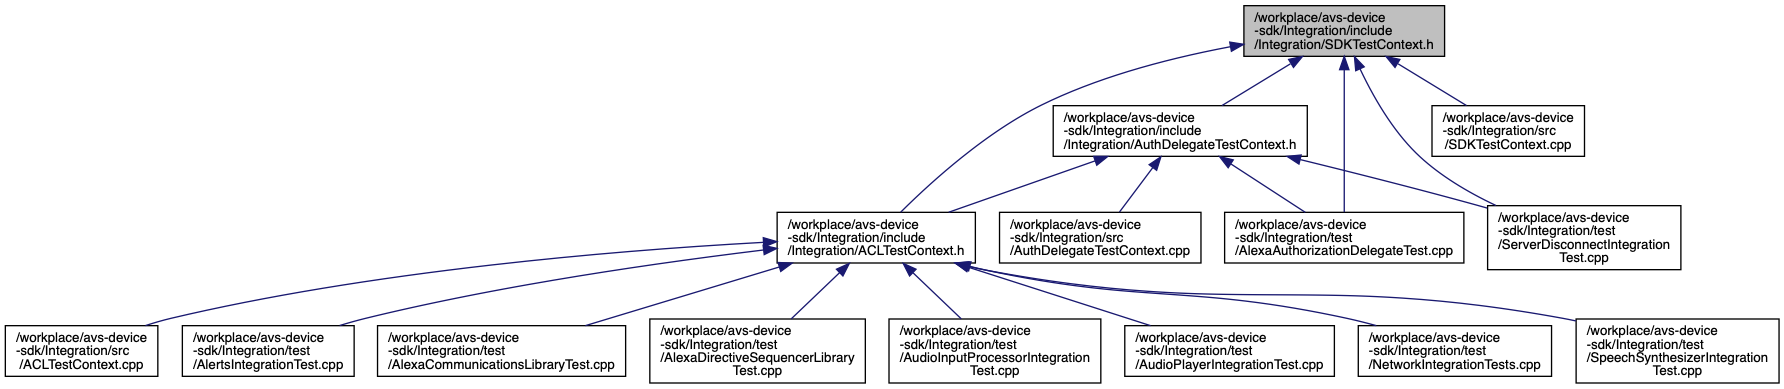 /workplace/avs-device
-sdk/Integration/include
/Integration/SDKTestContext.h
/workplace/avs-device
-sdk/Integration/include
/Integration/AuthDelegateTestContext.h
/workplace/avs-device
-sdk/Integration/src
/SDKTestContext.cpp
/workplace/avs-device
-sdk/Integration/include
/Integration/ACLTestContext.h
/workplace/avs-device
-sdk/Integration/src
/AuthDelegateTestContext.cpp
/workplace/avs-device
-sdk/Integration/test
/AlexaAuthorizationDelegateTest.cpp
/workplace/avs-device
-sdk/Integration/test
/ServerDisconnectIntegration
Test.cpp
/workplace/avs-device
-sdk/Integration/src
/ACLTestContext.cpp
/workplace/avs-device
-sdk/Integration/test
/AlertsIntegrationTest.cpp
/workplace/avs-device
-sdk/Integration/test
/AlexaCommunicationsLibraryTest.cpp
/workplace/avs-device
-sdk/Integration/test
/AlexaDirectiveSequencerLibrary
Test.cpp
/workplace/avs-device
-sdk/Integration/test
/AudioInputProcessorIntegration
Test.cpp
/workplace/avs-device
-sdk/Integration/test
/AudioPlayerIntegrationTest.cpp
/workplace/avs-device
-sdk/Integration/test
/NetworkIntegrationTests.cpp
/workplace/avs-device
-sdk/Integration/test
/SpeechSynthesizerIntegration
Test.cpp